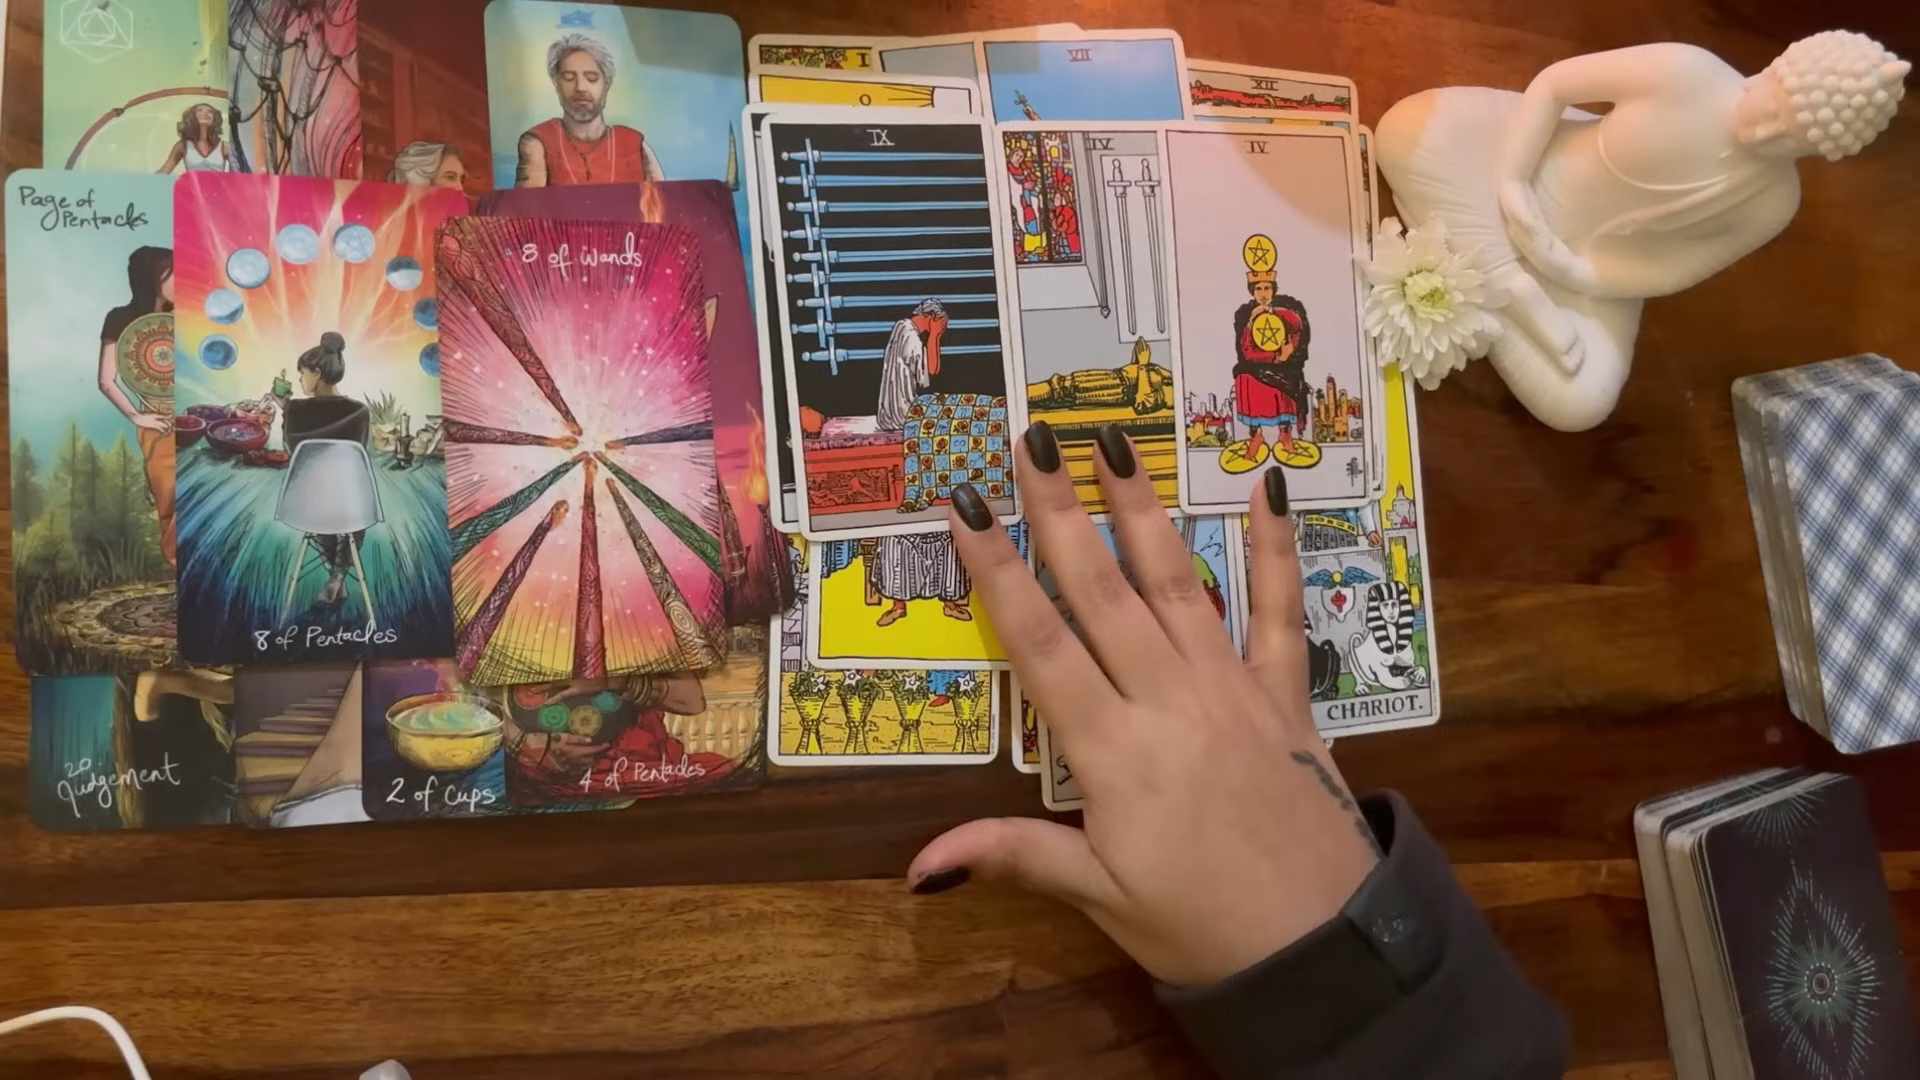 I
VII
XII
0
IX
IV
IV
Page of
Pentacles
8 of Wands
8 of Pentacles
20
Judgement
2 of Cups
4 of Pentacles
CHARIOT.